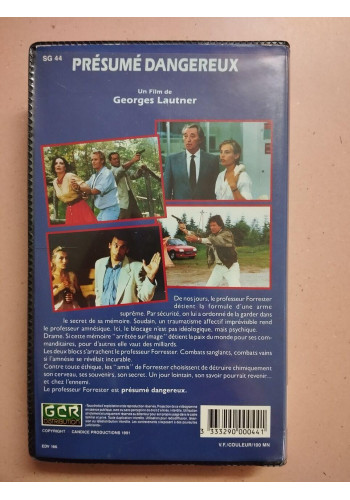 SG 44
PRÉSUMÉ DANGEREUX
Un Film de
Georges Lautner
De nos jours, le professeur Forrester
détient la formule d'une arme
suprême. Par sécurité, on lui a ordonné de la garder dans
le secret de sa mémoire. Soudain, un traumatisme affectif imprévisible rend
le professeur amnésique. Ici, le blocage n'est pas idéologique, mais psychique.
Drame. Si cette mémoire "arrêtée sur image" détient la paix du monde pour ses com-
manditaires, pour d'autres elle vaut des milliards.
Les deux blocs s'arrachent le professeur Forrester. Combats sanglants, combats vains
si l'amnésie se révélait incurable.
Contre toute éthique, les "amis" de Forrester choisissent de détruire chimiquement
son cerveau, ses souvenirs, son secret. Un jour lointain, son savoir pourrait revenir...
et chez l'ennemi.
Le professeur Forrester est présumé dangereux.
GCR
DISTRIBUTION
COPYRIGHT CANDICE PRODUCTIONS 1991
3 333290 000441
V.F./COULEUR/100 MN